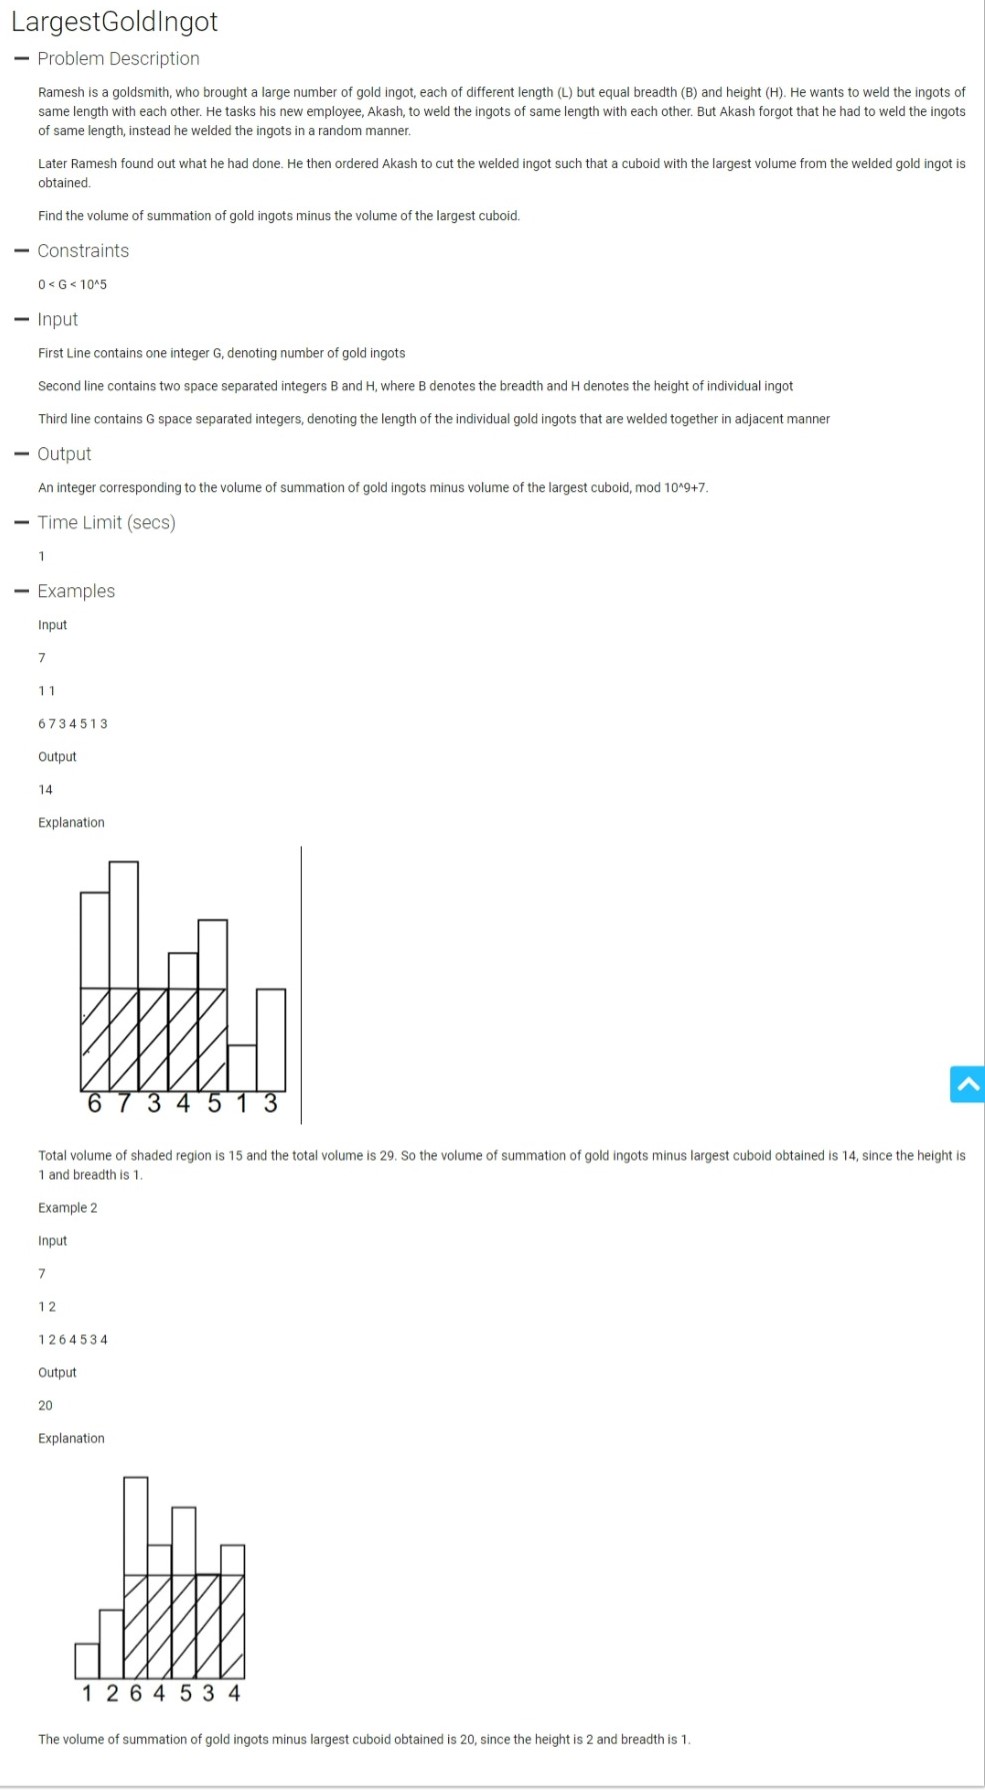 LargestGoldIngot
Problem Description
Ramesh is a goldsmith, who brought a large number of gold ingot, each of different length (L) but equal breadth (B) and height (H). He wants to weld the ingots of
same length with each other. He tasks his new employee, Akash, to weld the ingots of same length with each other. But Akash forgot that he had to weld the ingots
of same length, instead he welded the ingots in a random manner.
Later Ramesh found out what he had done. He then ordered Akash to cut the welded ingot such that a cuboid with the largest volume from the welded gold ingot is
obtained.
Find the volume of summation of gold ingots minus the volume of the largest cuboid.
Constraints
0 < G < 10^5
Input
First Line contains one integer G, denoting number of gold ingots
Second line contains two space separated integers B and H, where B denotes the breadth and H denotes the height of individual ingot
Third line contains G space separated integers, denoting the length of the individual gold ingots that are welded together in adjacent manner
Output
An integer corresponding to the volume of summation of gold ingots minus volume of the largest cuboid, mod 10^9+7.
Time Limit (secs)
1
Examples
Input
7
1 1
6 7 3 4 5 1 3
Output
14
Explanation
6 7 3 4 5 1 3
Total volume of shaded region is 15 and the total volume is 29. So the volume of summation of gold ingots minus largest cuboid obtained is 14, since the height is
1 and breadth is 1.
Example 2
Input
7
1 2
1 2 6 4 5 3 4
Output
20
Explanation
1 2 6 4 5 3 4
The volume of summation of gold ingots minus largest cuboid obtained is 20, since the height is 2 and breadth is 1.